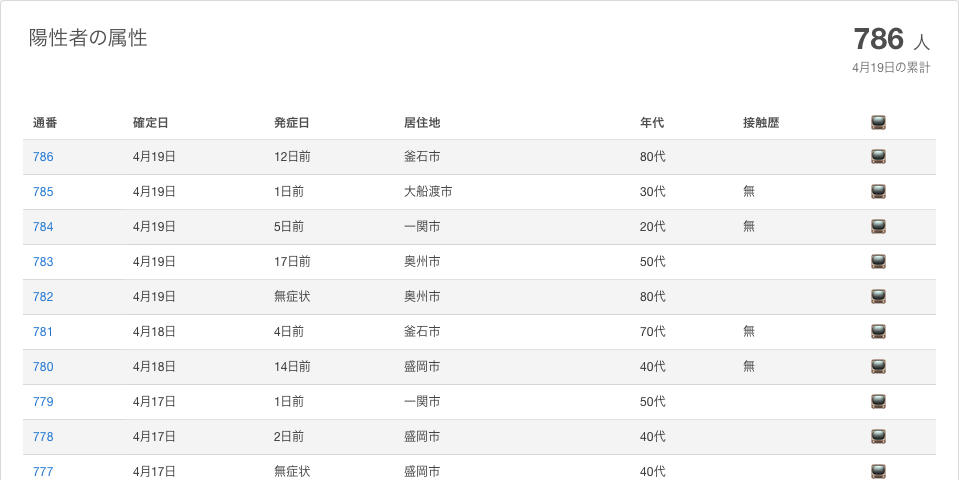 陽性者の属性
786 人
4月19日の累計
通番 確定日 発症日 居住地 年代 接触歴
786 4月19日 12日前 釜石市 80代
785 4月19日 1日前 大船渡市 30代 無
784 4月19日 5日前 一関市 20代 無
783 4月19日 17日前 奥州市 50代
782 4月19日 無症状 奥州市 80代
781 4月18日 4日前 釜石市 70代 無
780 4月18日 14日前 盛岡市 40代 無
779 4月17日 1日前 一関市 50代
778 4月17日 2日前 盛岡市 40代
777 4月17日 無症状 盛岡市 40代